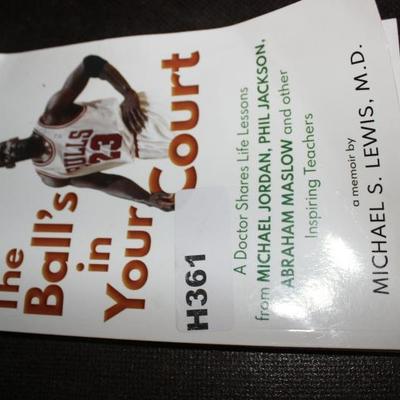 The
Ball's
in
Your
Court
BULLS
23
A Doctor Shares Life Lessons
from MICHAEL JORDAN, PHIL JACKSON,
ABRAHAM MASLOW and other
Inspiring Teachers
a memoir by
MICHAEL S. LEWIS, M.D.
H361